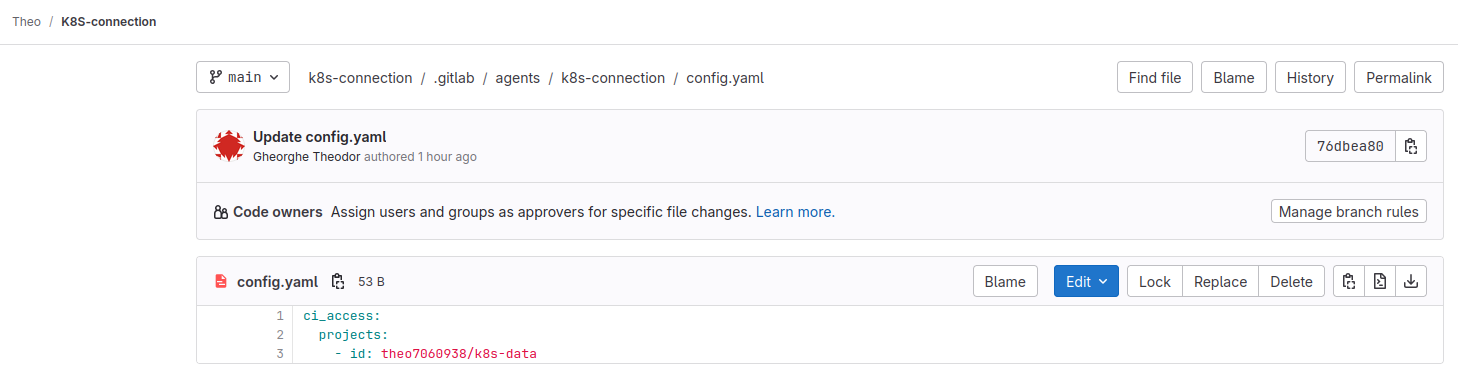 Theo / K8S-connection
main k8s-connection / .gitlab / agents / k8s-connection / config.yaml Find file Blame History Permalink
Update config.yaml
Gheorghe Theodor authored 1 hour ago
76dbea80
Code owners Assign users and groups as approvers for specific file changes. Learn more. Manage branch rules
config.yaml 53 B Blame Edit Lock Replace Delete
1 ci_access:
2 projects:
3 - id: theo7060938/k8s-data